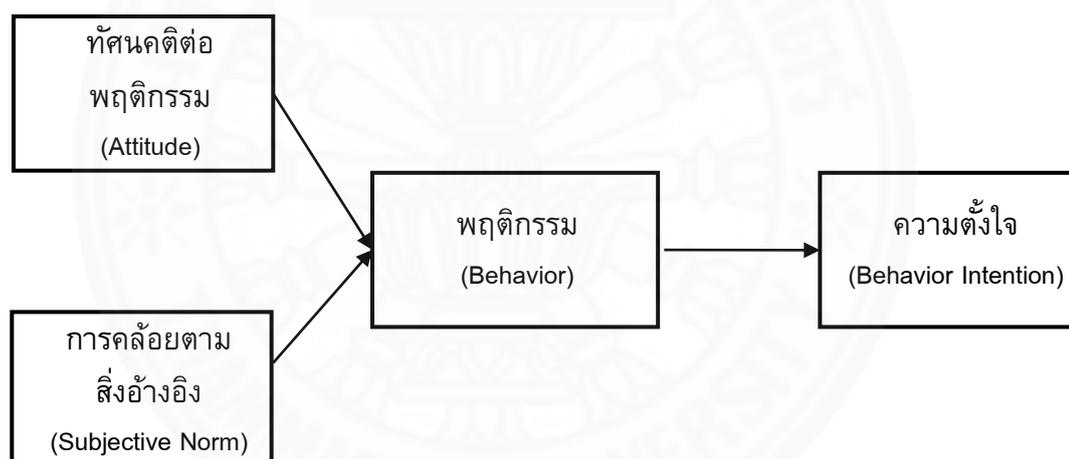 ทัศนคติต่อ
พฤติกรรม
(Attitude)
พฤติกรรม
(Behavior)
ความตั้งใจ
(Behavior Intention)
การคล้อยตาม
สิ่งอ้างอิง
(Subjective Norm)